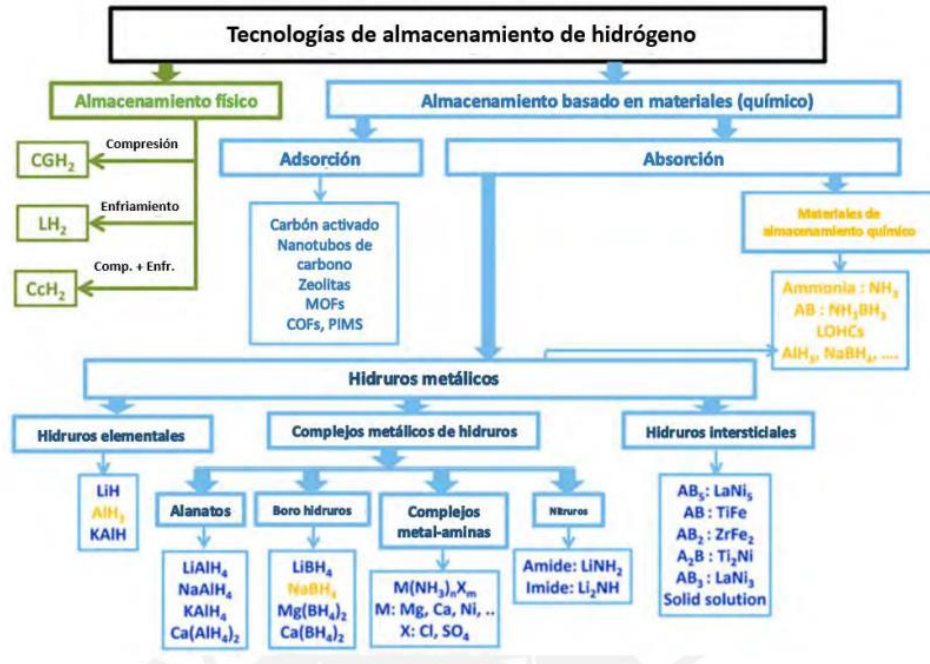 Tecnologías de almacenamiento de hidrógeno
Almacenamiento físico
Almacenamiento basado en materiales (químico)
Compresión
CGH₂
Enfriamiento
LH₂
Comp. + Enfr.
CcH₂
Adsorción
Absorción
Carbón activado
Nanotubos de
carbono
Zeolitas
MOFs
COFs, PIMS
Materiales de
almacenamiento químico
Ammonia : NH₃
AB : NH₃BH₃
LOHCs
AlH₃, NaBH₄, ....
Hidruros metálicos
Hidruros elementales
Complejos metálicos de hidruros
Hidruros intersticiales
LiH
AlH₃
KAlH
Alanatos
Boro hidruros
Complejos
metal-aminas
Nitruros
LiAlH₄
NaAlH₄
KAlH₄
Ca(AlH₄)₂
LiBH₄
NaBH₄
Mg(BH₄)₂
Ca(BH₄)₂
M(NH₃)ₙXₘ
M: Mg, Ca, Ni, ..
X: Cl, SO₄
Amide: LiNH₂
Imide: Li₂NH
AB₅: LaNi₅
AB : TiFe
AB₂ : ZrFe₂
A₂B : Ti₂Ni
AB₃ : LaNi₃
Solid solution